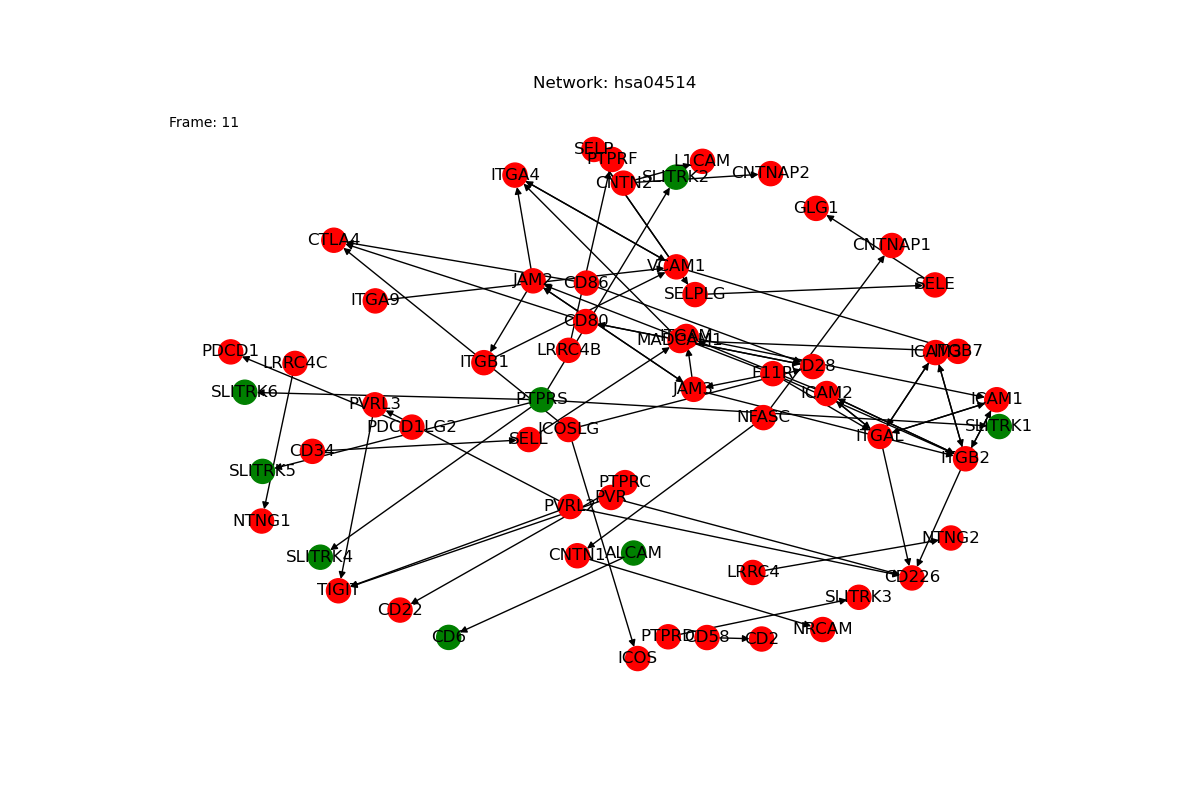 Network: hsa04514
Frame: 11
SELP
PTPRF
L1CAM
ITGA4
CNTN2
SLITRK2
CNTNAP2
GLG1
CTLA4
CNTNAP1
VCAM1
JAM2
CD86
SELE
SELPLG
ITGA9
CD80
ITGAM
MADCAM1
PDCD1
LRRC4C
ITGB1
LRRC4B
ICAM3
ITGB7
CD28
F11R
SLITRK6
JAM3
ICAM2
PTPRS
ICAM1
PVRL3
NFASC
PDCD1LG2
ICOSLG
SLITRK1
SELL
ITGAL
CD34
ITGB2
SLITRK5
PTPRC
PVR
PVRL2
NTNG1
NTNG2
SLITRK4
CNTN1
ALCAM
LRRC4
CD226
TIGIT
SLITRK3
CD22
NRCAM
CD6
PTPRD
CD58
CD2
ICOS